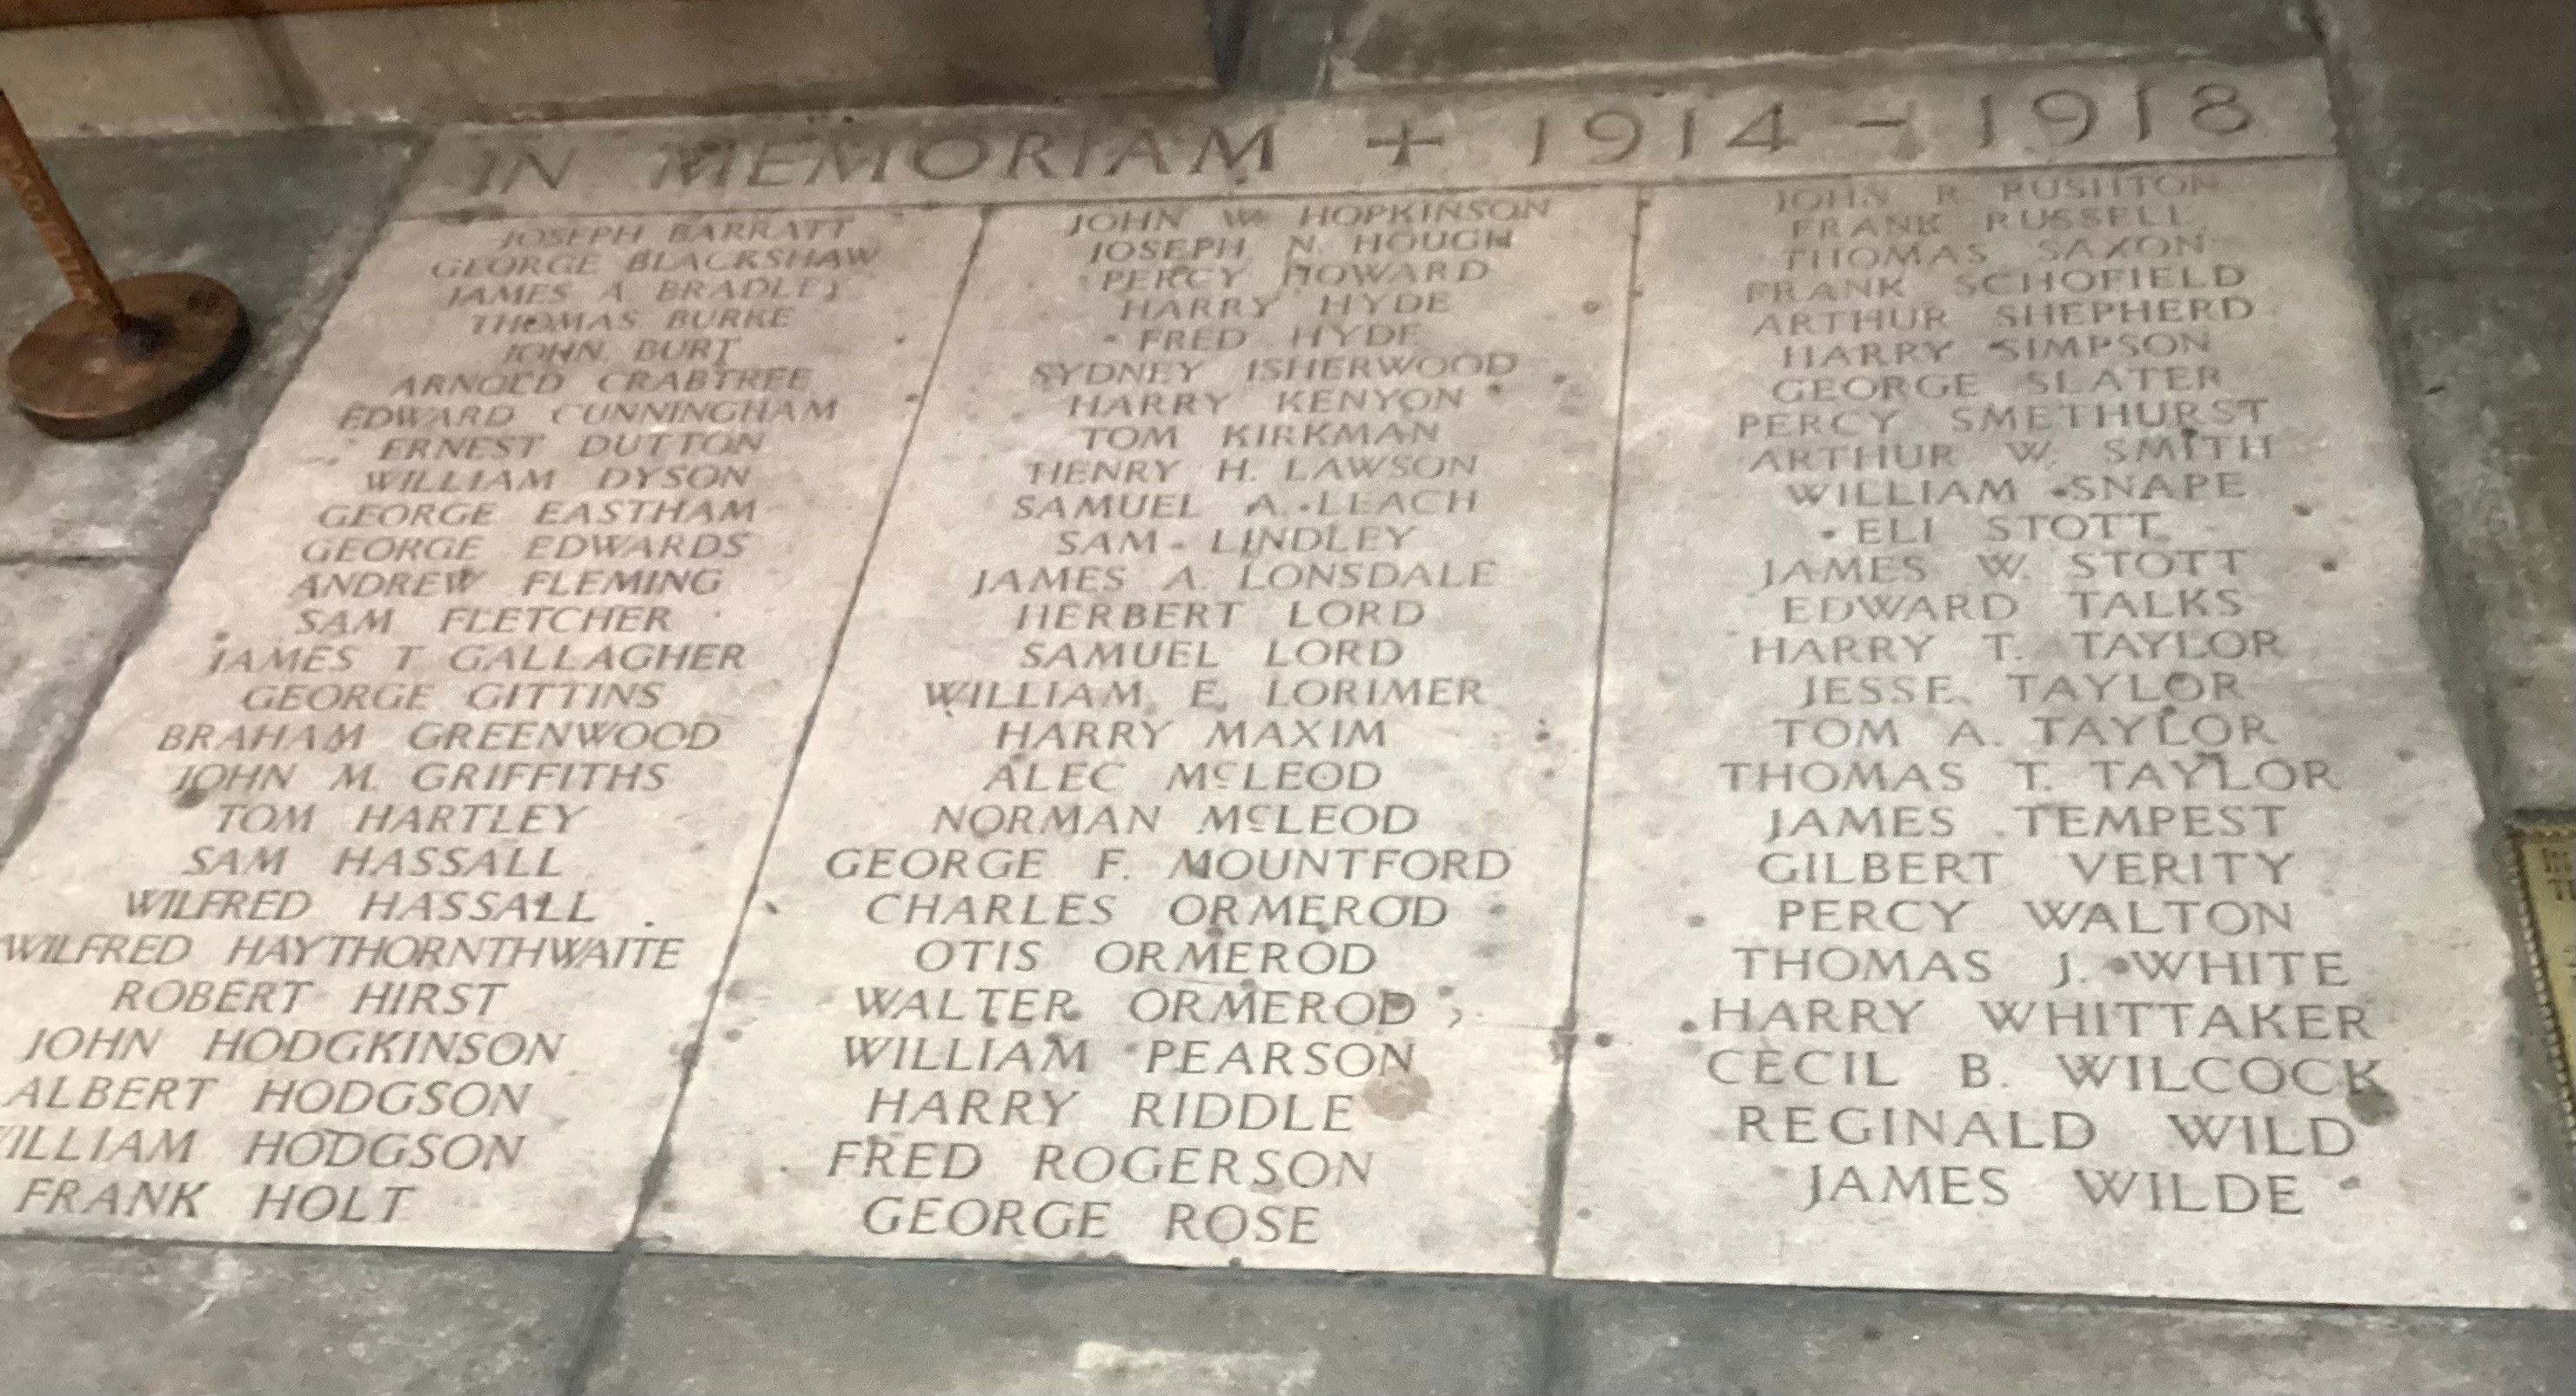 IN MEMORIAM + 1914 - 1918
JOSEPH BARRATT
GEORGE BLACKSHAW
JAMES A. BRADLEY
THOMAS BURKE
JOHN BURT
ARNOLD CRABTREE
EDWARD CUNNINGHAM
ERNEST DUTTON
WILLIAM DYSON
GEORGE EASTHAM
GEORGE EDWARDS
ANDREW FLEMING
SAM FLETCHER
JAMES T. GALLAGHER
GEORGE GITTINS
BRAHAM GREENWOOD
JOHN M. GRIFFITHS
TOM HARTLEY
SAM HASSALL
WILFRED HASSALL
WILFRED HAYTHORNTHWAITE
ROBERT HIRST
JOHN HODGKINSON
ALBERT HODGSON
WILLIAM HODGSON
FRANK HOLT
JOHN W. HOPKINSON
JOSEPH N. HOUGH
PERCY HOWARD
HARRY HYDE
FRED HYDE
SYDNEY ISHERWOOD
HARRY KENYON
TOM KIRKMAN
HENRY H. LAWSON
SAMUEL A. LEACH
SAM LINDLEY
JAMES A. LONSDALE
HERBERT LORD
SAMUEL LORD
WILLIAM E. LORIMER
HARRY MAXIM
ALEC McLEOD
NORMAN McLEOD
GEORGE F. MOUNTFORD
CHARLES ORMEROD
OTIS ORMEROD
WALTER ORMEROD
WILLIAM PEARSON
HARRY RIDDLE
FRED ROGERSON
GEORGE ROSE
JOHN R. RUSHTON
FRANK RUSSELL
THOMAS SAXON
FRANK SCHOFIELD
ARTHUR SHEPHERD
HARRY SIMPSON
GEORGE SLATER
PERCY SMETHURST
ARTHUR W. SMITH
WILLIAM SNAPE
ELI STOTT
JAMES W. STOTT
EDWARD TALKS
HARRY T. TAYLOR
JESSE TAYLOR
TOM A. TAYLOR
THOMAS T. TAYLOR
JAMES TEMPEST
GILBERT VERITY
PERCY WALTON
THOMAS J. WHITE
HARRY WHITTAKER
CECIL B. WILCOCK
REGINALD WILD
JAMES WILDE